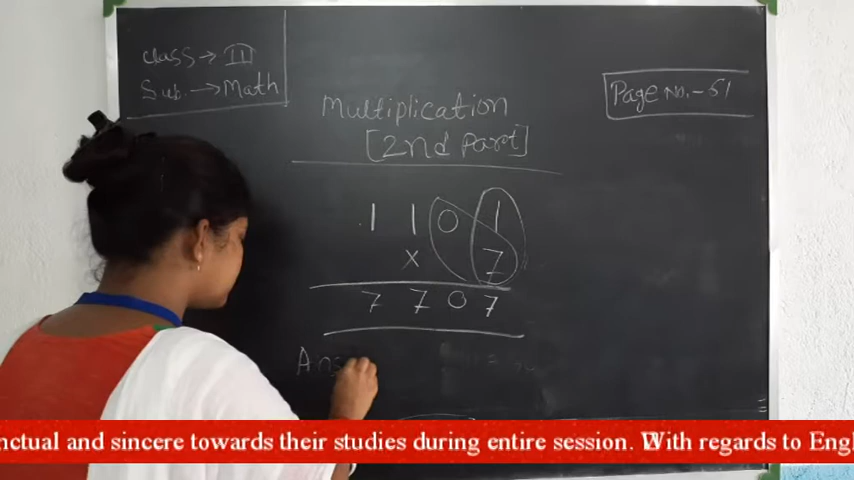 class → III
Sub. → Math
Page No. - 51
Multiplication
[2nd Part]
1 1 0 1
x 7
7 7 0 7
Ans
nctual and sincere towards their studies during entire session. With regards to Engl